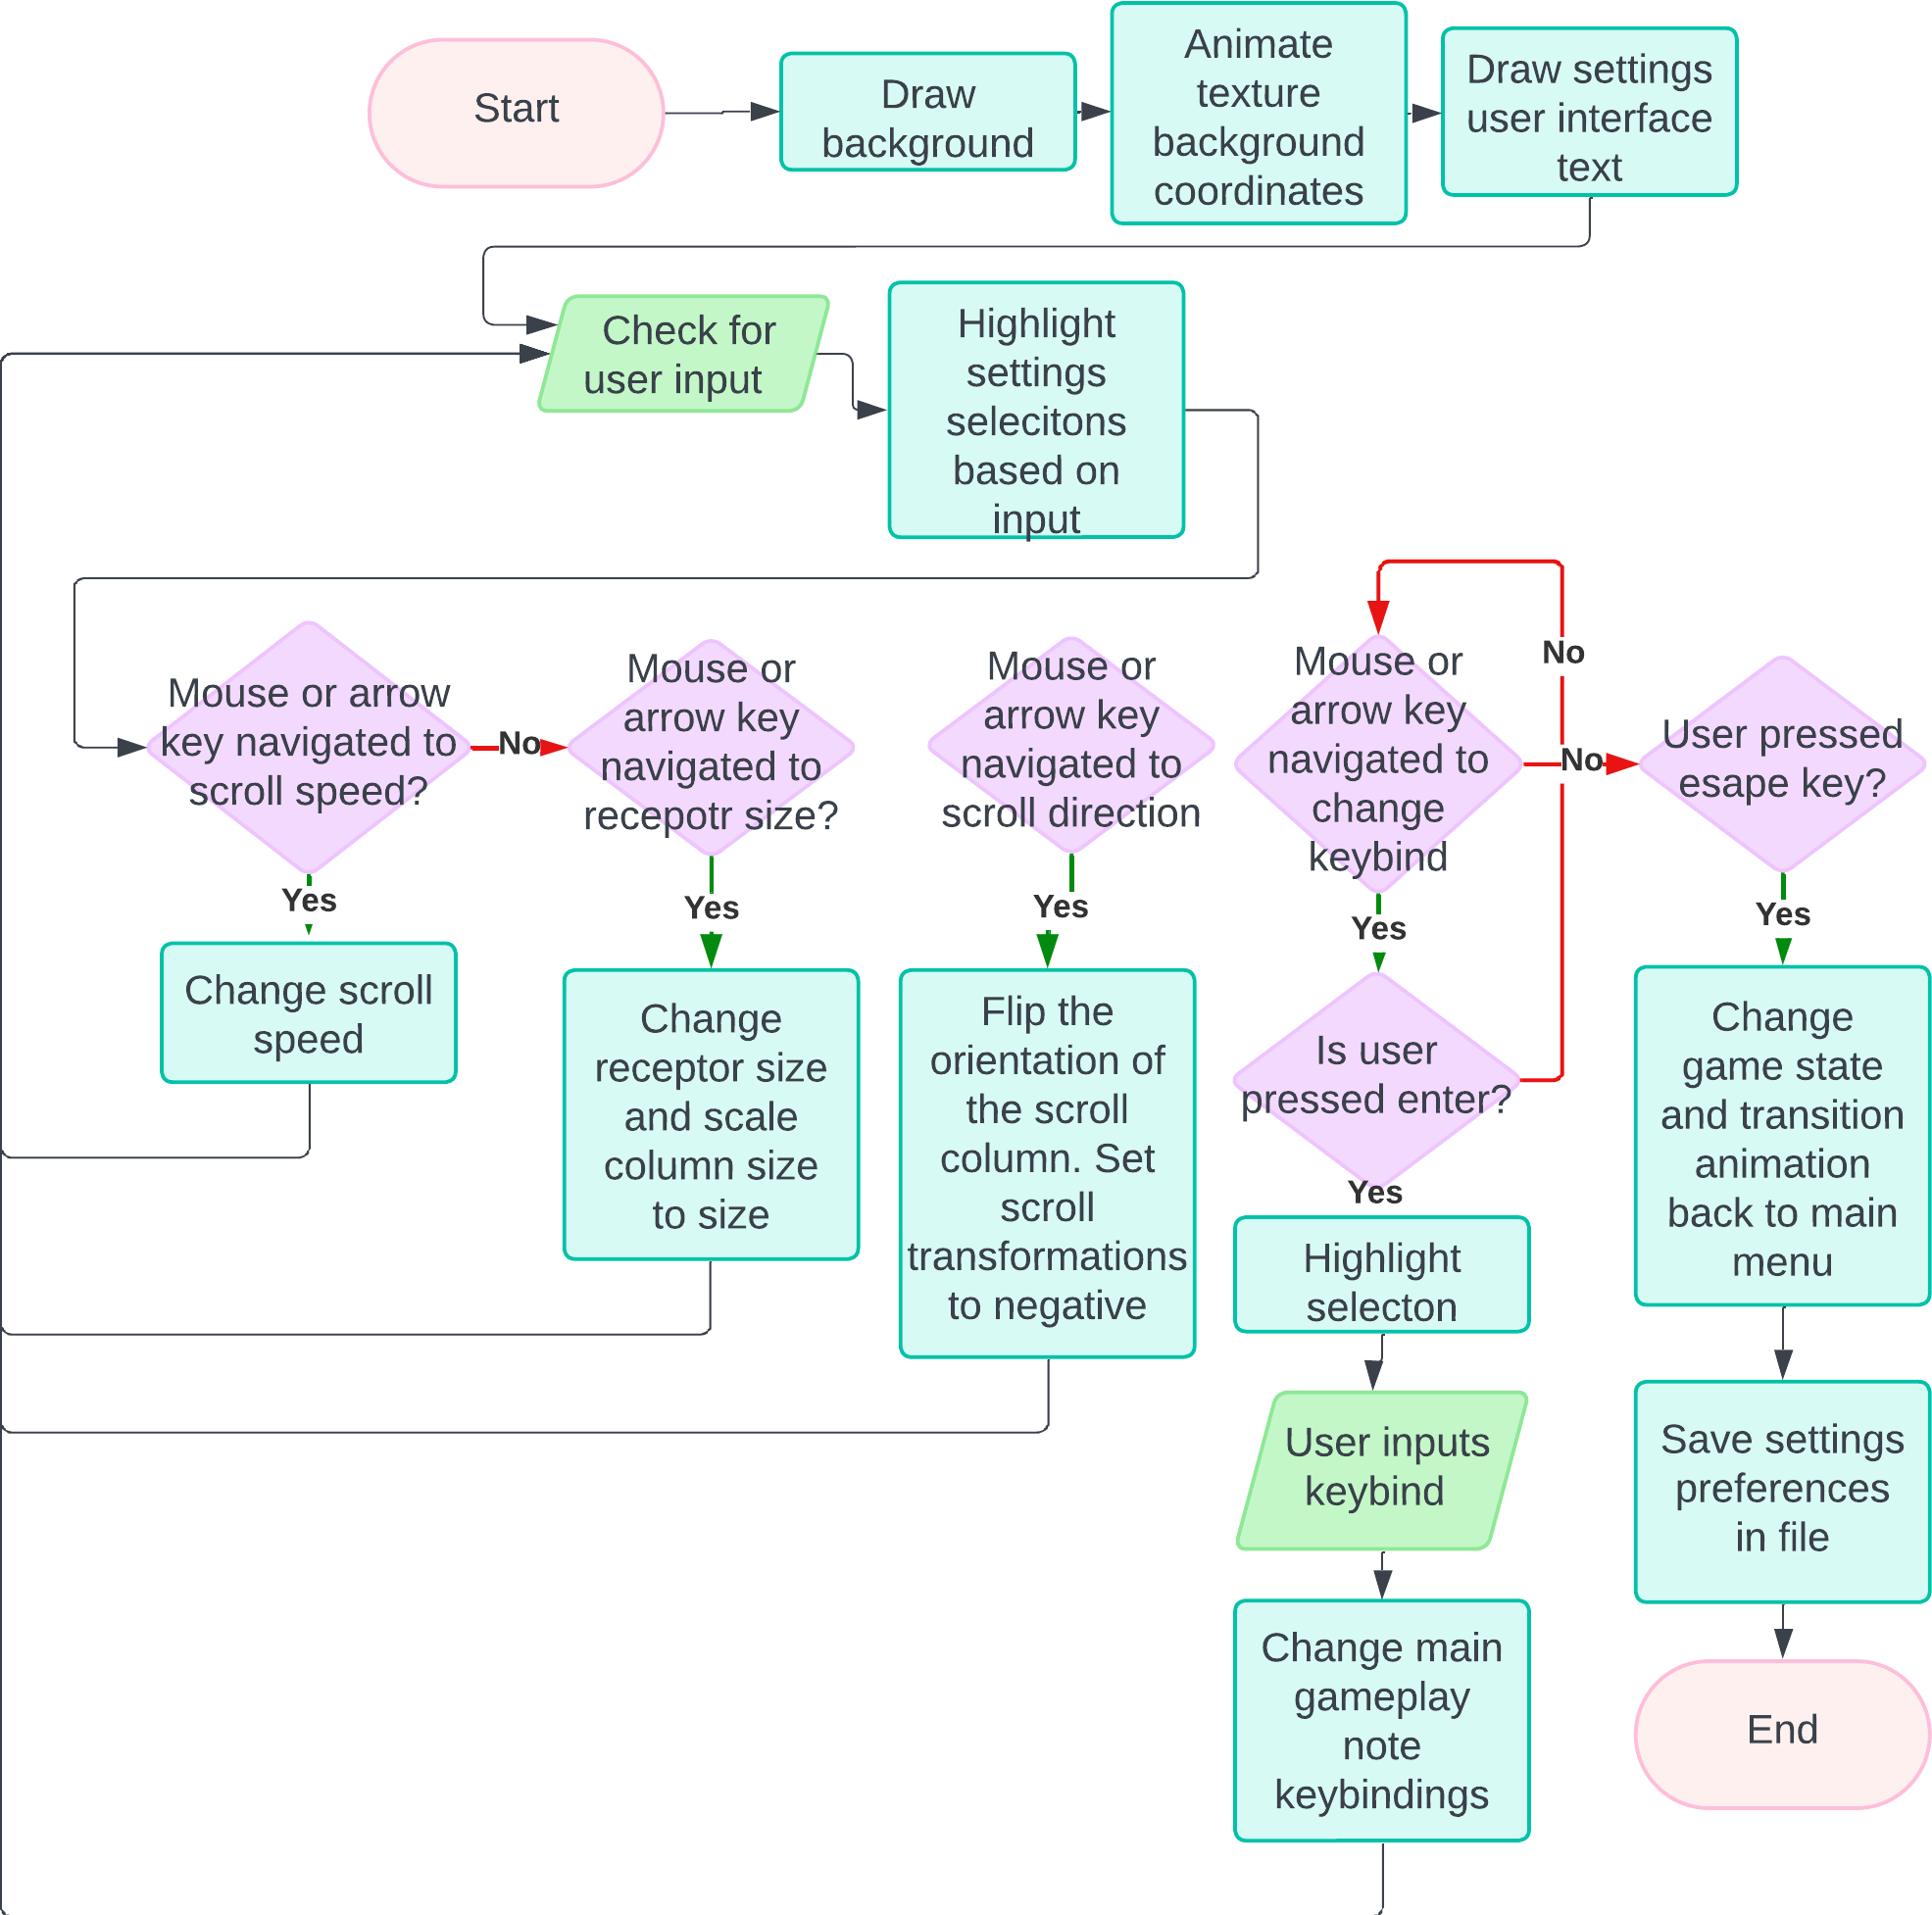 Start
Draw
background
Animate
texture
background
coordinates
Draw settings
user interface
text
Check for
user input
Highlight
settings
selecitons
based on
input
Mouse or arrow
key navigated to
scroll speed?
No
Mouse or
arrow key
navigated to
recepotr size?
Mouse or
arrow key
navigated to
scroll direction
Mouse or
arrow key
navigated to
change
keybind
No
No
User pressed
esape key?
Yes
Yes
Yes
Yes
Yes
Change scroll
speed
Change
receptor size
and scale
column size
to size
Flip the
orientation of
the scroll
column. Set
scroll
transformations
to negative
Is user
pressed enter?
Yes
Highlight
selecton
User inputs
keybind
Change main
gameplay
note
keybindings
Change
game state
and transition
animation
back to main
menu
Save settings
preferences
in file
End